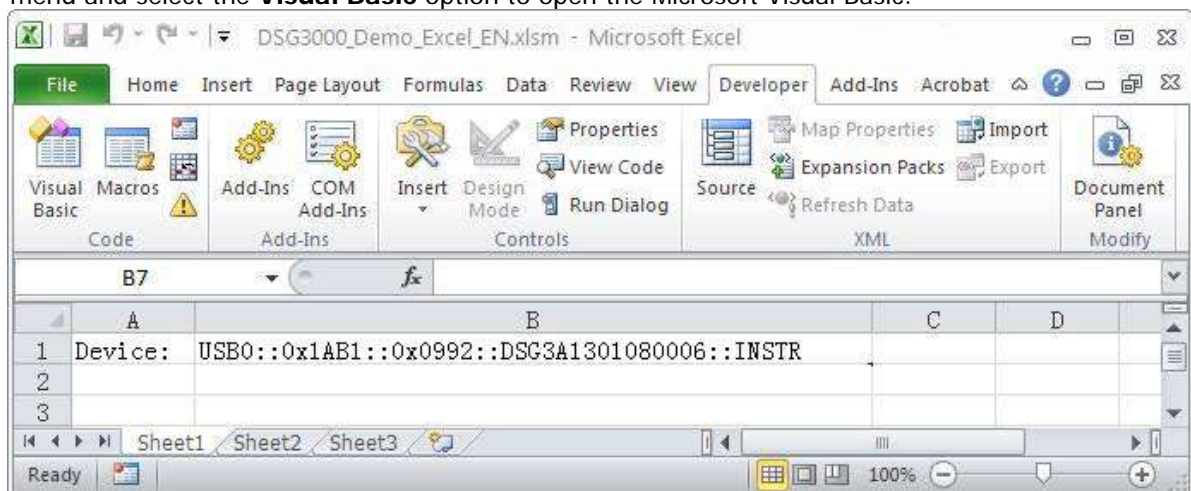 menu and select the Visual Basic option to open the Microsoft Visual Basic.
DSG3000_Demo_Excel_EN.xlsm - Microsoft Excel
File Home Insert Page Layout Formulas Data Review View Developer Add-Ins Acrobat
Visual Basic
Macros
Code
Add-Ins
COM Add-Ins
Add-Ins
Insert
Design Mode
Properties
View Code
Run Dialog
Controls
Source
Map Properties
Expansion Packs
Refresh Data
Import
Export
XML
Document Panel
Modify
B7 fx
A B C D
1 Device: USB0::0x1AB1::0x0992::DSG3A1301080006::INSTR
2
3
Sheet1 Sheet2 Sheet3
Ready 100%